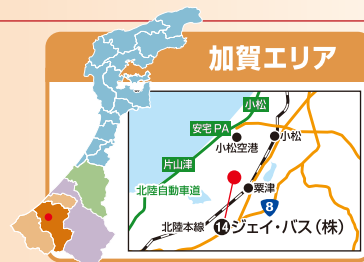 加賀エリア
小松
安宅PA
小松空港
小松
片山津
北陸自動車道
粟津
8
北陸本線
14 ジェイ・バス(株)